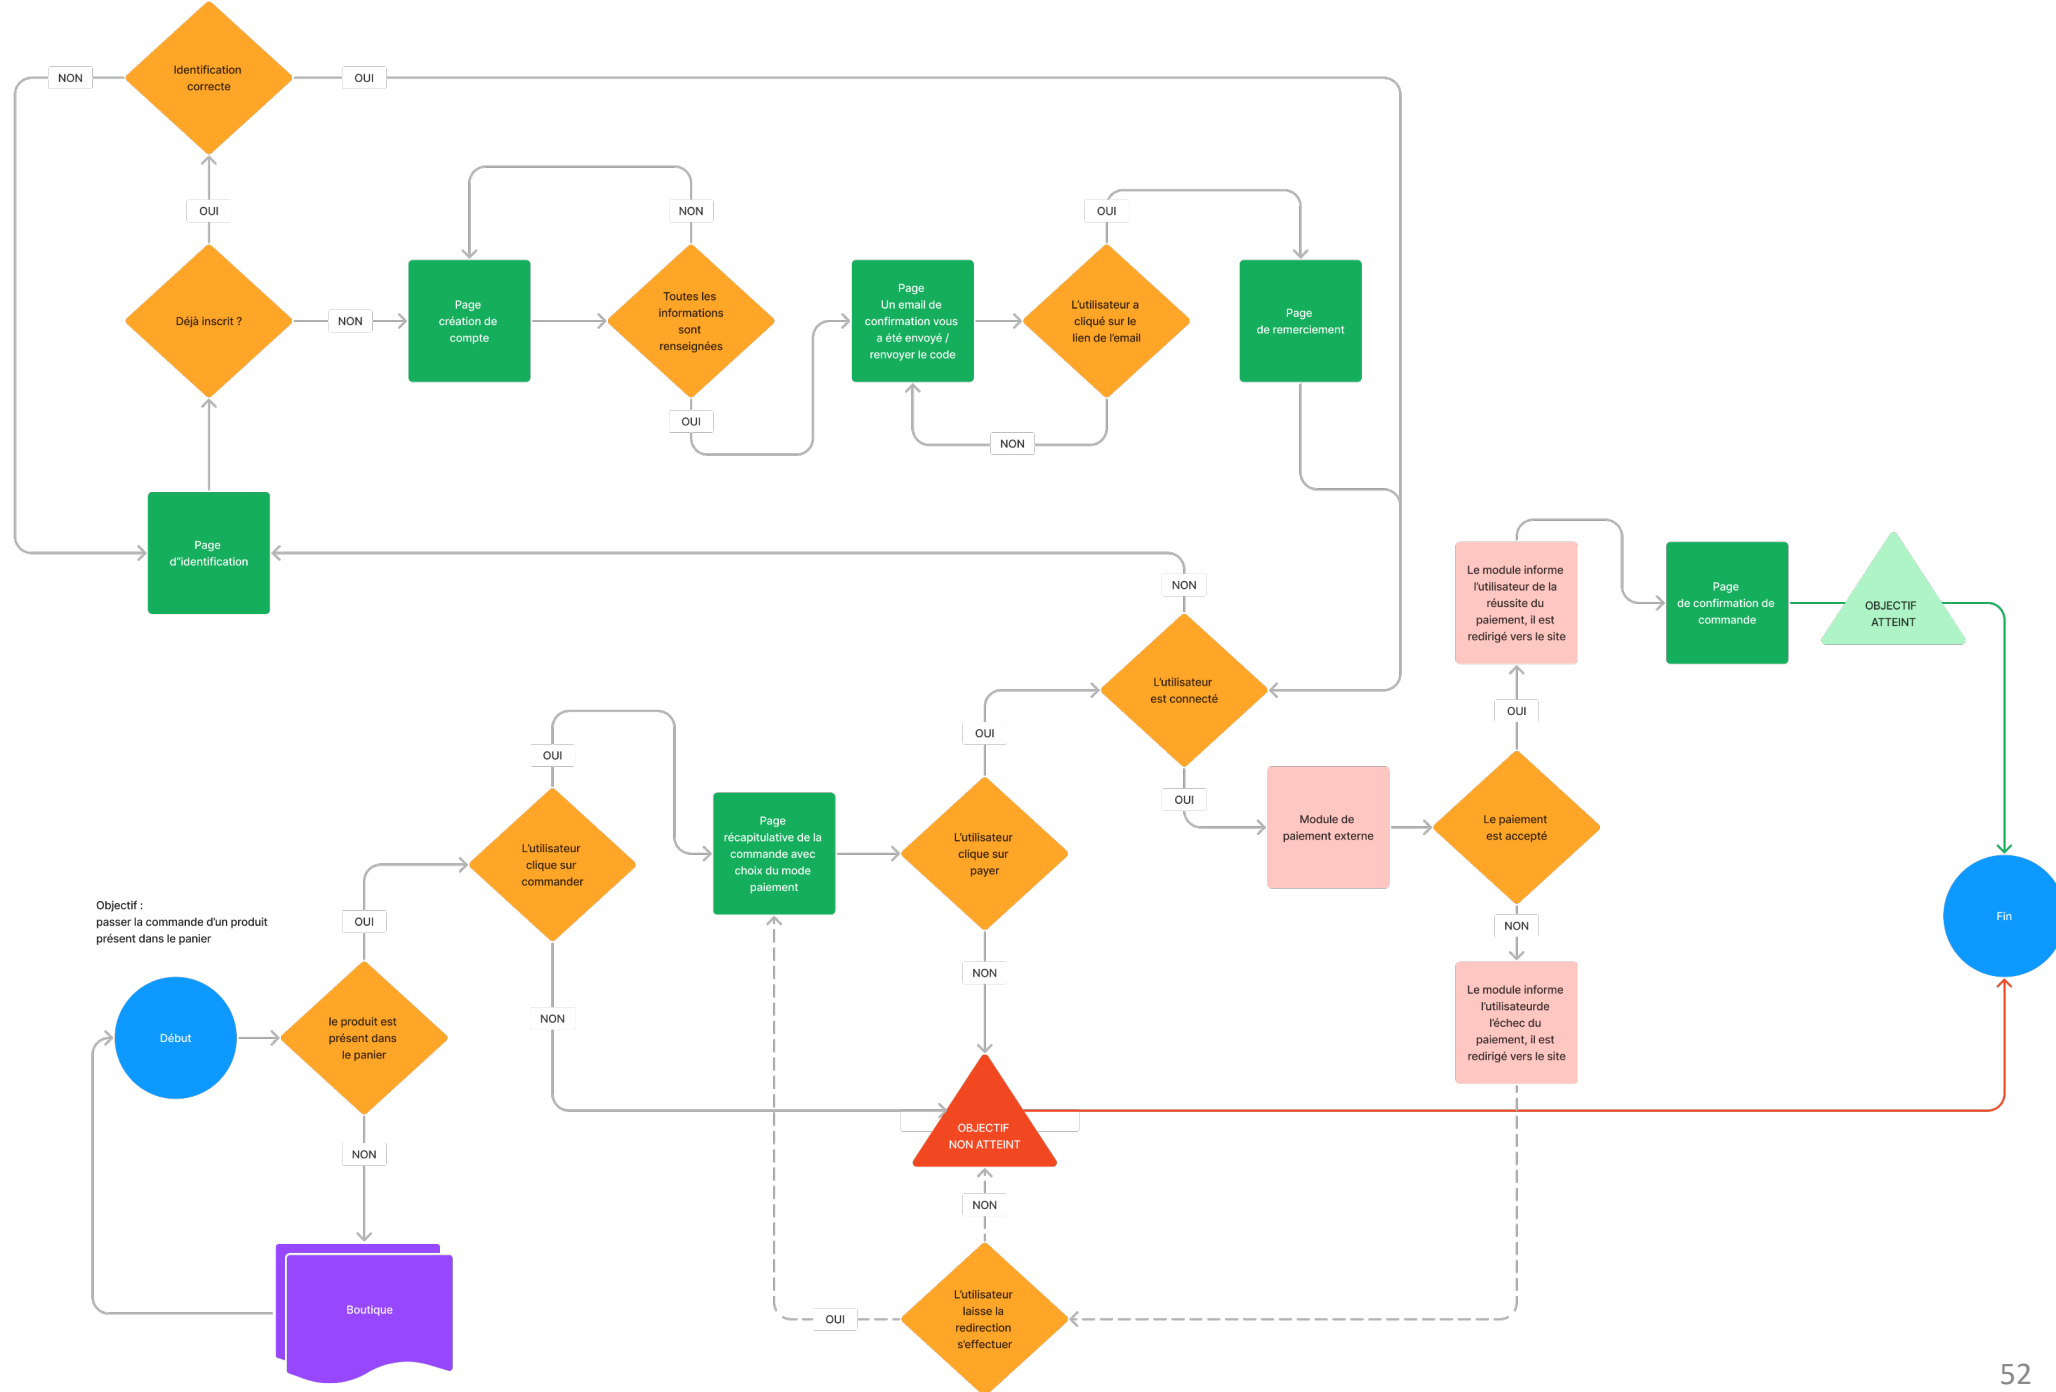 Identification
correcte
NON
OUI
OUI
NON
OUI
Déjà inscrit ?
NON
Page
création de
compte
Toutes les
informations
sont
renseignées
Page
Un email de
confirmation vous
a été envoyé /
renvoyer le code
L'utilisateur a
cliqué sur le
lien de l'email
Page
de remerciement
OUI
NON
Page
d''identification
NON
Le module informe
l'utilisateur de la
réussite du
paiement, il est
redirigé vers le site
Page
de confirmation de
commande
OBJECTIF
ATTEINT
L'utilisateur
est connecté
OUI
OUI
OUI
OUI
L'utilisateur
clique sur
commander
Page
récapitulative de la
commande avec
choix du mode
paiement
L'utilisateur
clique sur
payer
Module de
paiement externe
Le paiement
est accepté
Objectif :
passer la commande d'un produit
présent dans le panier
OUI
NON
Fin
NON
NON
Début
le produit est
présent dans
le panier
Le module informe
l'utilisateurde
l'échec du
paiement, il est
redirigé vers le site
OBJECTIF
NON ATTEINT
NON
NON
Boutique
OUI
L'utilisateur
laisse la
redirection
s'effectuer
52